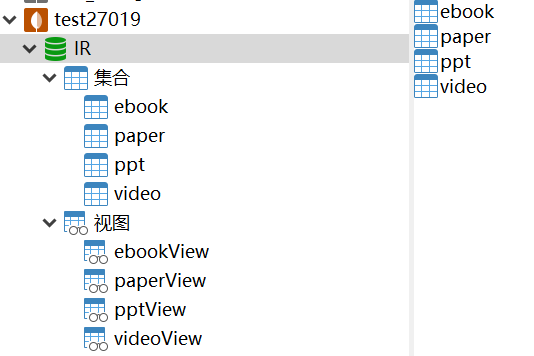 test27019
IR
集合
ebook
paper
ppt
video
视图
ebookView
paperView
pptView
videoView
ebook
paper
ppt
video